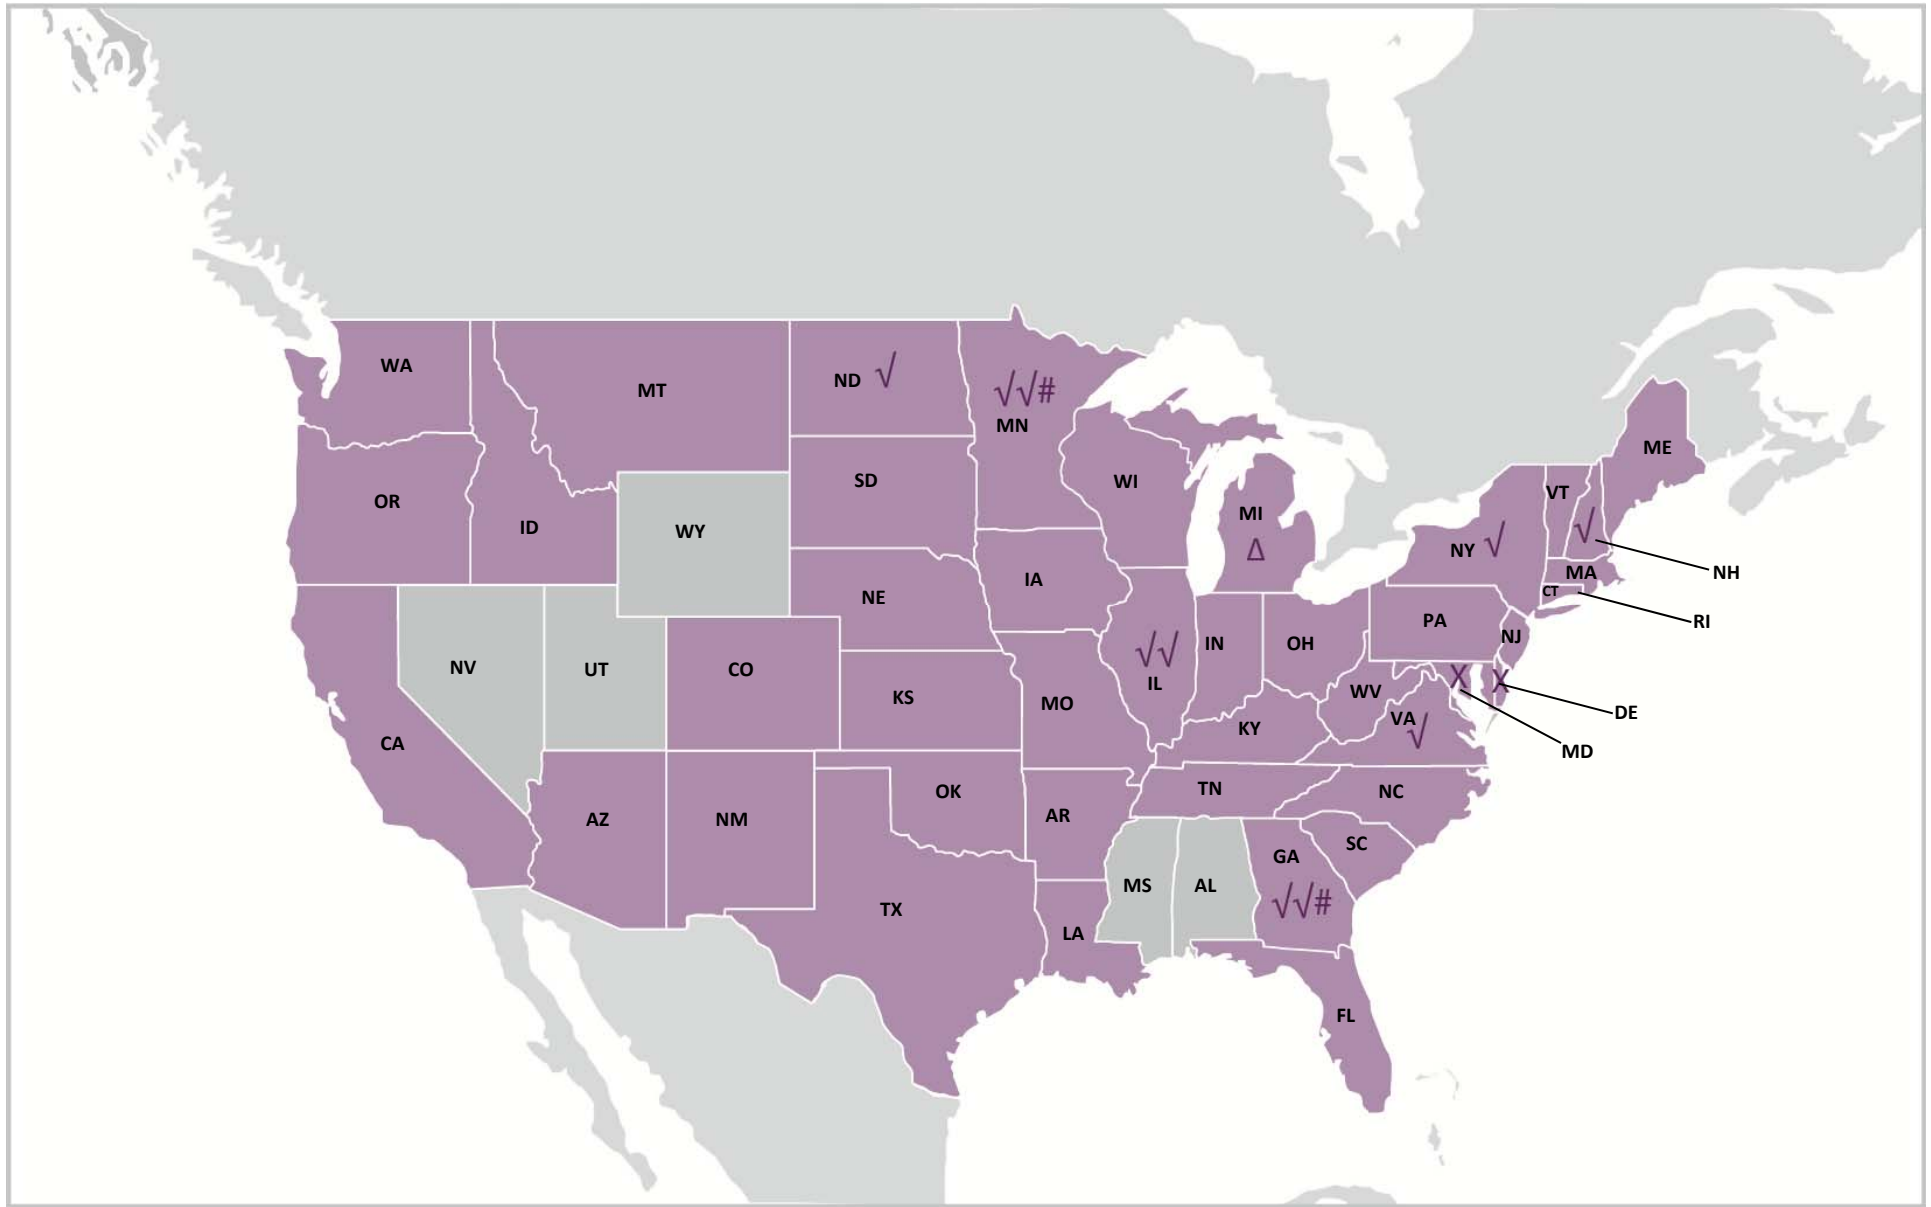 WA
MT
ND √
√√#
MN
ME
OR
ID
WY
SD
WI
MI
Δ
VT
√
NY √
NH
MA
CT
RI
IA
NE
PA
NJ
NV
UT
CO
KS
MO
√√
IL
IN
OH
WV
X
X
DE
MD
VA
√
KY
CA
AZ
NM
OK
AR
TN
NC
SC
GA
√√#
MS
AL
TX
LA
FL